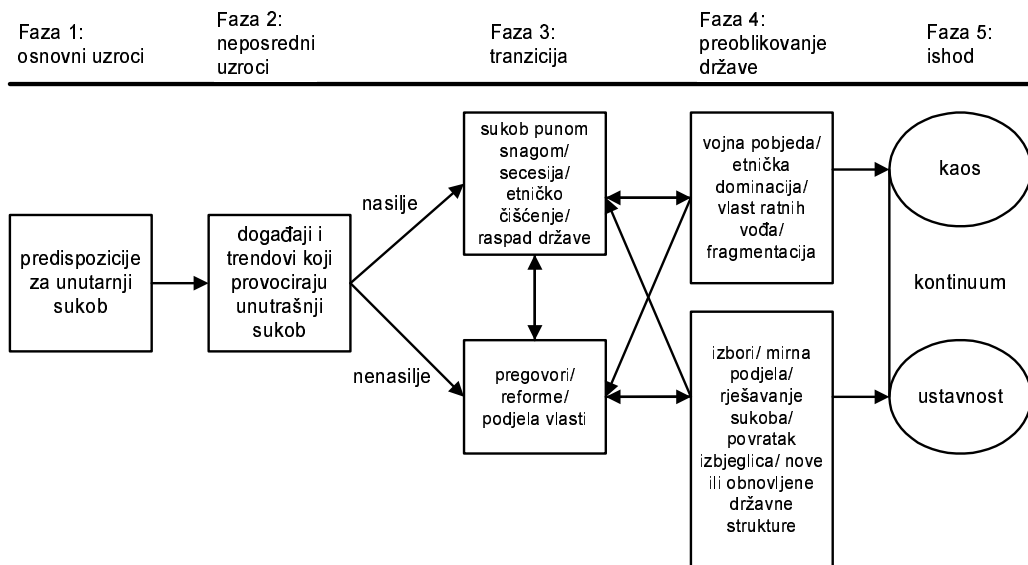 Faza 1:
osnovni uzroci
Faza 2:
neposredni
uzroci
Faza 3:
tranzicija
Faza 4:
preoblikovanje
države
Faza 5:
ishod
predispozicije
za unutarnji
sukob
događaji i
trendovi koji
provociraju
unutrašnji
sukob
nasilje
nenasilje
sukob punom
snagom/
secesija/
etničko
čišćenje/
raspad države
pregovori/
reforme/
podjela vlasti
vojna pobjeda/
etnička
dominacija/
vlast ratnih
vođa/
fragmentacija
izbori/ mirna
podjela/
rješavanje
sukoba/
povratak
izbjeglica/ nove
ili obnovljene
državne
strukture
kaos
kontinuum
ustavnost